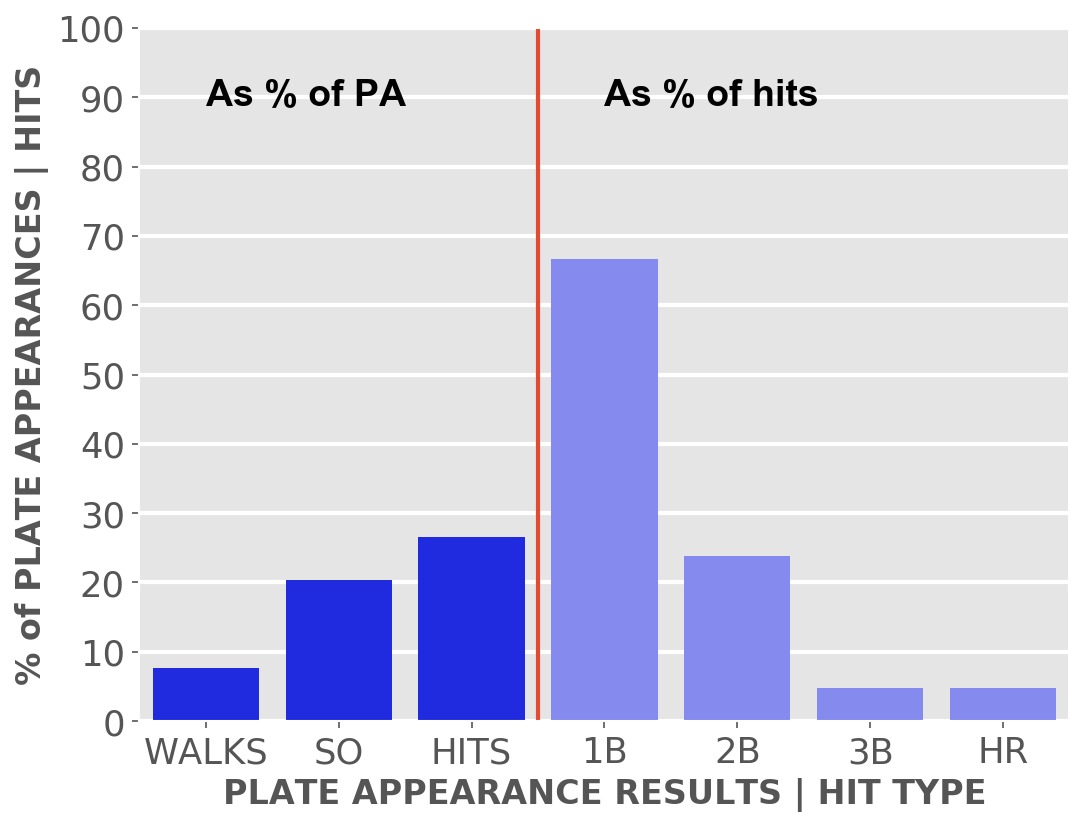 % of PLATE APPEARANCES | HITS
100
90
80
70
60
50
40
30
20
10
0
As % of PA
As % of hits
WALKS SO HITS 1B 2B 3B HR
PLATE APPEARANCE RESULTS | HIT TYPE